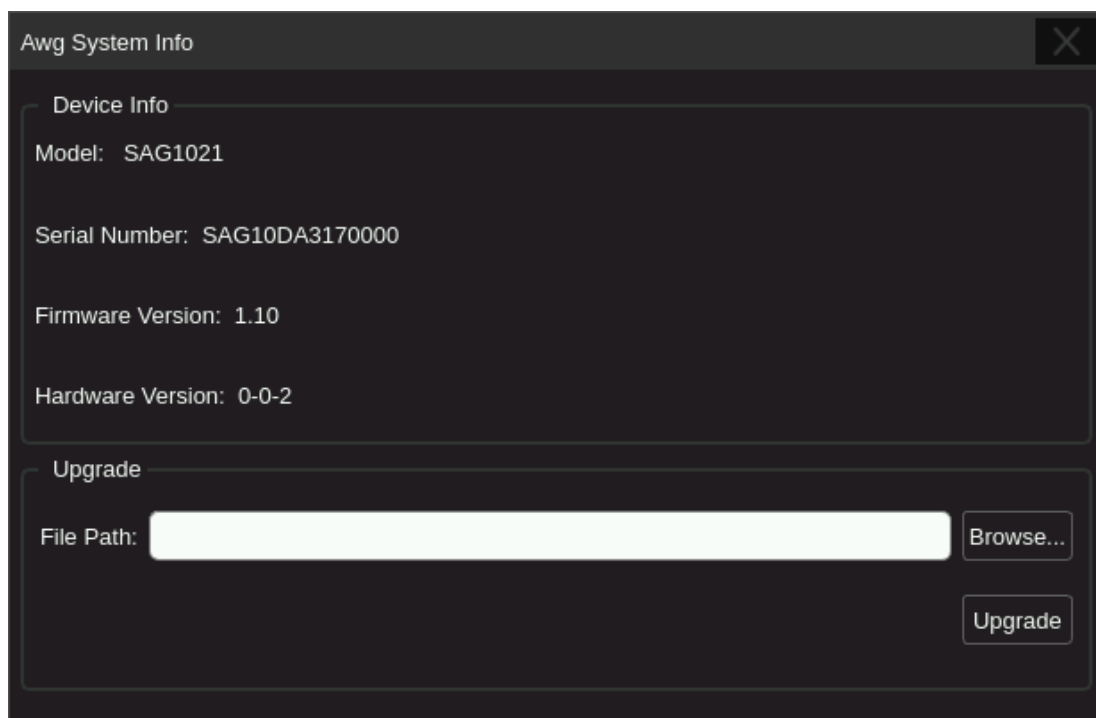 Awg System Info
Device Info
Model: SAG1021
Serial Number: SAG10DA3170000
Firmware Version: 1.10
Hardware Version: 0-0-2
Upgrade
File Path: Browse...
Upgrade